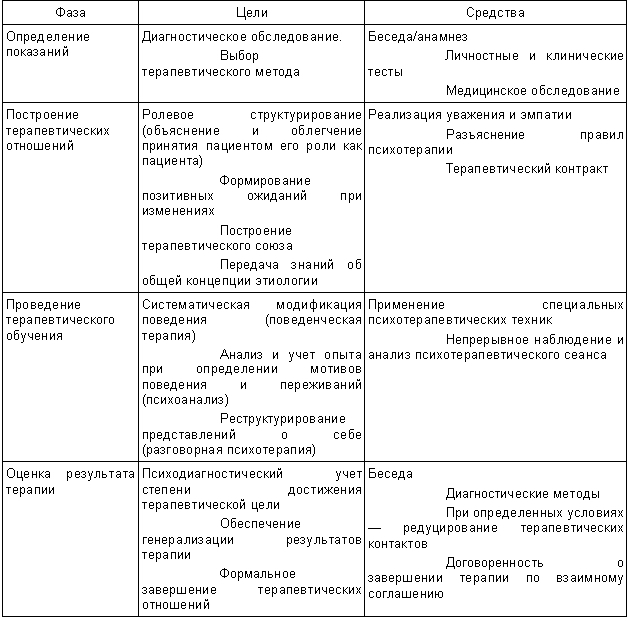 Фаза
Цели
Средства
Определение
показаний
Диагностическое обследование.
Выбор
терапевтического метода
Беседа/анамнез
Личностные и клинические
тесты
Медицинское обследование
Построение
терапевтических
отношений
Ролевое структурирование
(объяснение и облегчение
принятия пациентом его роли как
пациента)
Формирование
позитивных ожиданий при
изменениях
Построение
терапевтического союза
Передача знаний об
общей концепции этиологии
Реализация уважения и эмпатии
Разъяснение правил
психотерапии
Терапевтический контракт
Проведение
терапевтического
обучения
Систематическая модификация
поведения (поведенческая
терапия)
Анализ и учет опыта
при определении мотивов
поведения и переживаний
(психоанализ)
Реструктурирование
представлений о себе
(разговорная психотерапия)
Применение специальных
психотерапевтических техник
Непрерывное наблюдение и
анализ психотерапевтического сеанса
Оценка результата
терапии
Психодиагностический учет
степени достижения
терапевтической цели
Обеспечение
генерализации результатов
терапии
Формальное
завершение терапевтических
отношений
Беседа
Диагностические методы
При определенных условиях
— редуцирование терапевтических
контактов
Договоренность о
завершении терапии по взаимному
соглашению